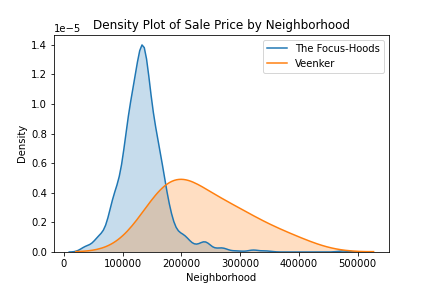 Density Plot of Sale Price by Neighborhood
1e−5
1.4
1.2
1.0
0.8
0.6
0.4
0.2
0.0
Density
The Focus-Hoods
Veenker
0
100000
200000
300000
400000
500000
Neighborhood